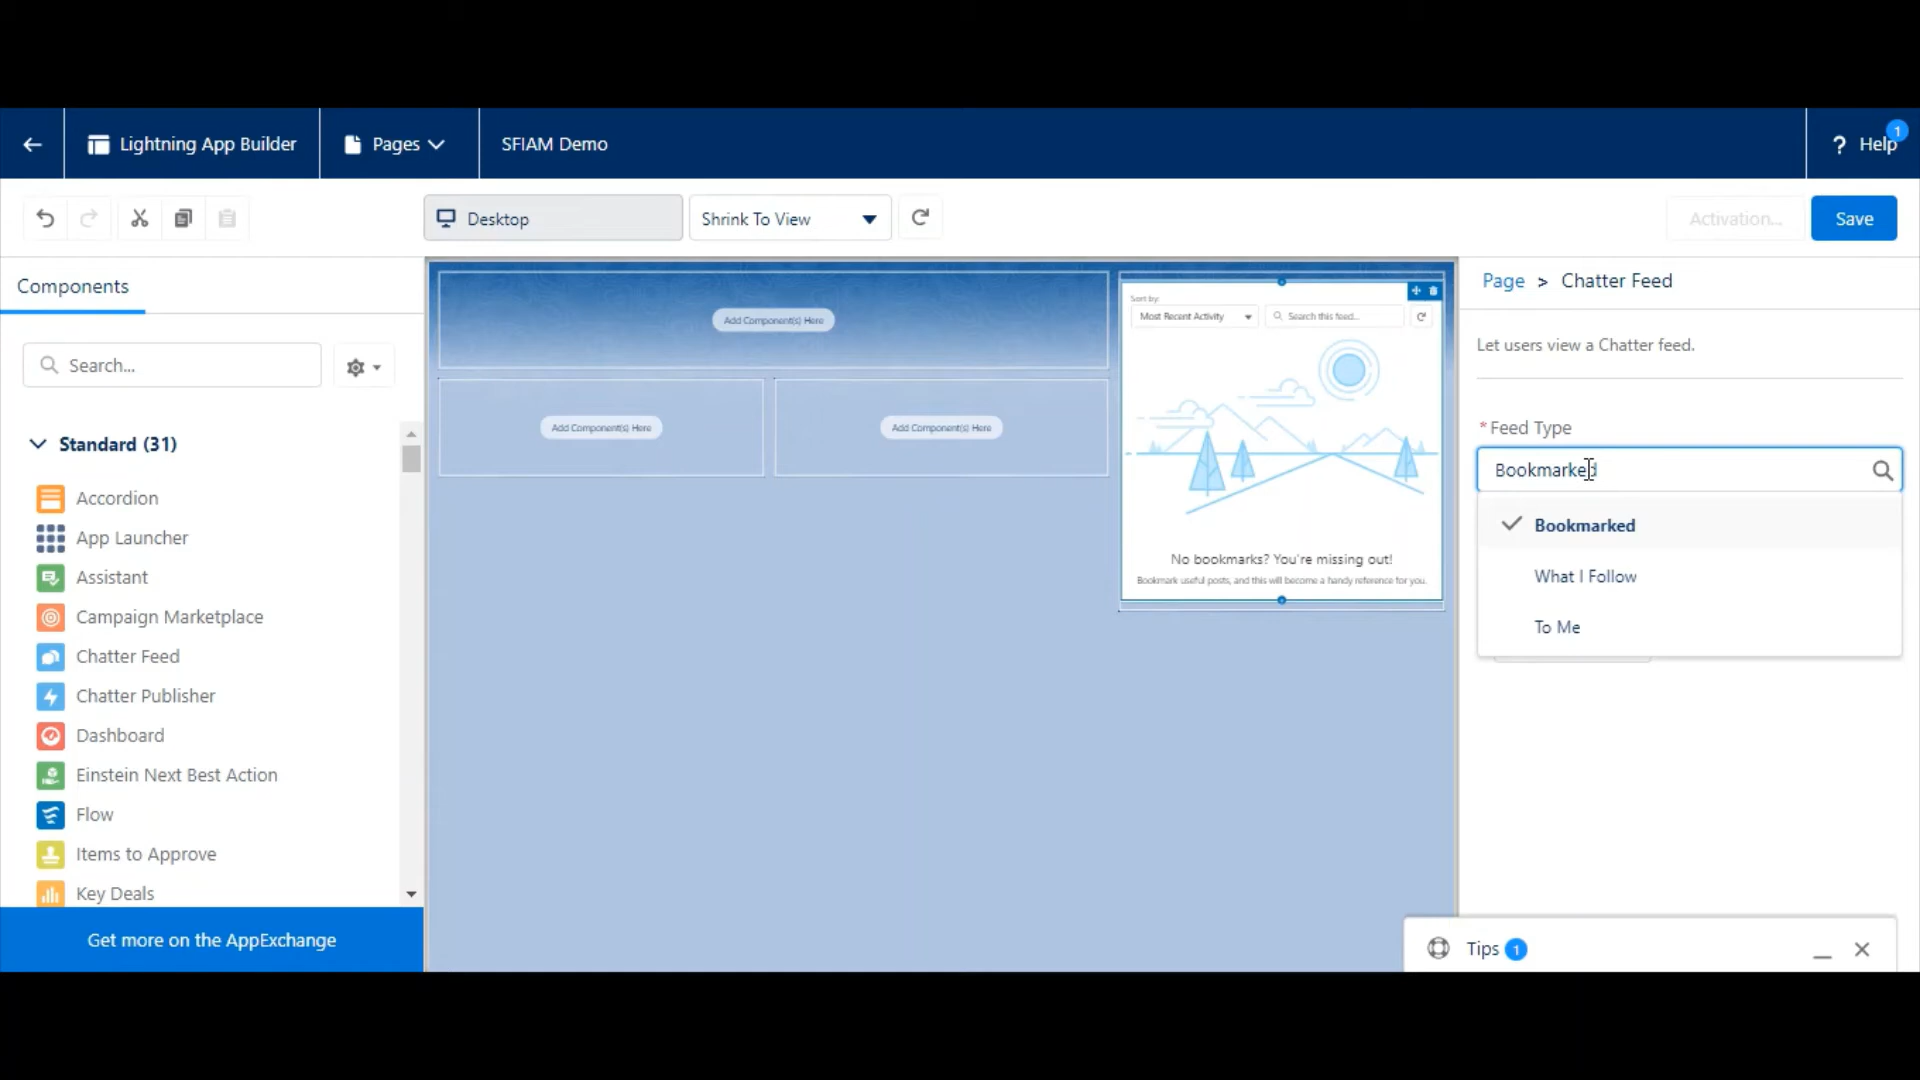 Lightning App Builder
Pages
SFIAM Demo
? Help
1
Desktop
Shrink To View
Activation...
Save
Components
Search...
Standard (31)
Accordion
App Launcher
Assistant
Campaign Marketplace
Chatter Feed
Chatter Publisher
Dashboard
Einstein Next Best Action
Flow
Items to Approve
Key Deals
Get more on the AppExchange
Add Component(s) Here
Add Component(s) Here
Add Component(s) Here
Sort by:
Most Recent Activity
Search this feed...
No bookmarks? You're missing out!
Bookmark useful posts, and this will become a handy reference for you.
Page > Chatter Feed
Let users view a Chatter feed.
* Feed Type
Bookmarked
Bookmarked
What I Follow
To Me
Tips 1